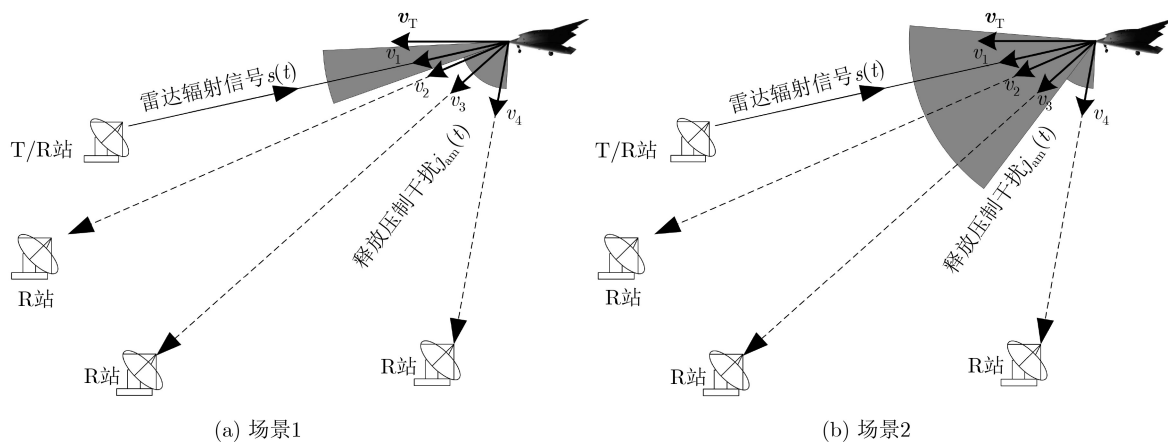 v_T
v_1
v_2
v_3
v_4
雷达辐射信号s(t)
释放压制干扰j_am(t)
T/R站
R站
R站
R站
(a) 场景1
v_T
v_1
v_2
v_3
v_4
雷达辐射信号s(t)
释放压制干扰j_am(t)
T/R站
R站
R站
R站
(b) 场景2